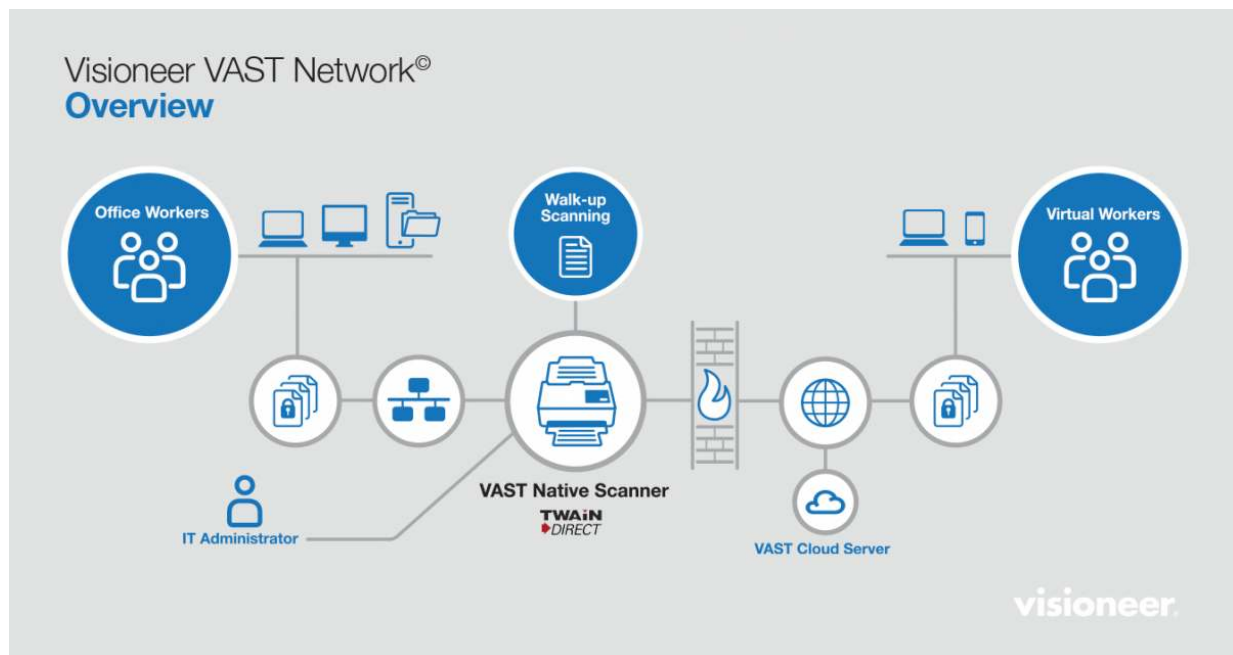 Visioneer VAST Network©
Overview
Office Workers
Walk-up
Scanning
Virtual Workers
VAST Native Scanner
TWAIN
DIRECT
IT Administrator
VAST Cloud Server
visioneer.